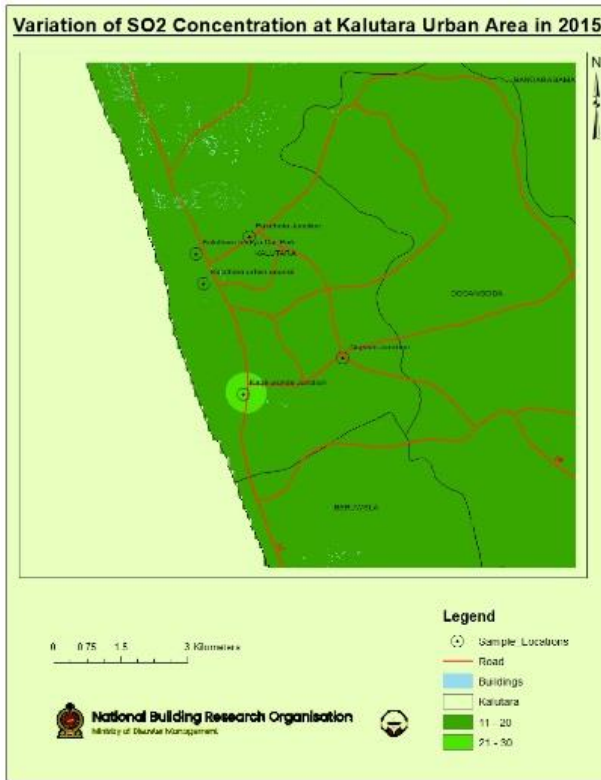 Variation of SO2 Concentration at Kalutara Urban Area in 2015
N
KALUTARA
DODANGODA
BERUWELA
0 0.75 1.5 3 Kilometers
Legend
Sample_Locations
Road
Buildings
Kalutara
11 - 20
21 - 30
National Building Research Organisation
Ministry of Disaster Management